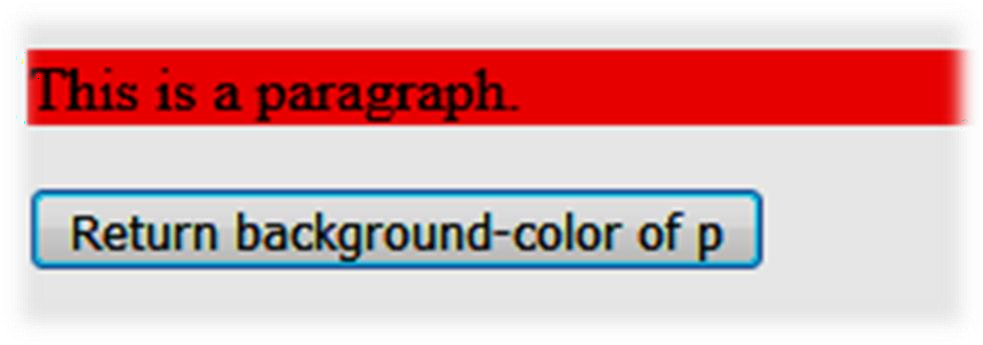 This is a paragraph.
Return background-color of p